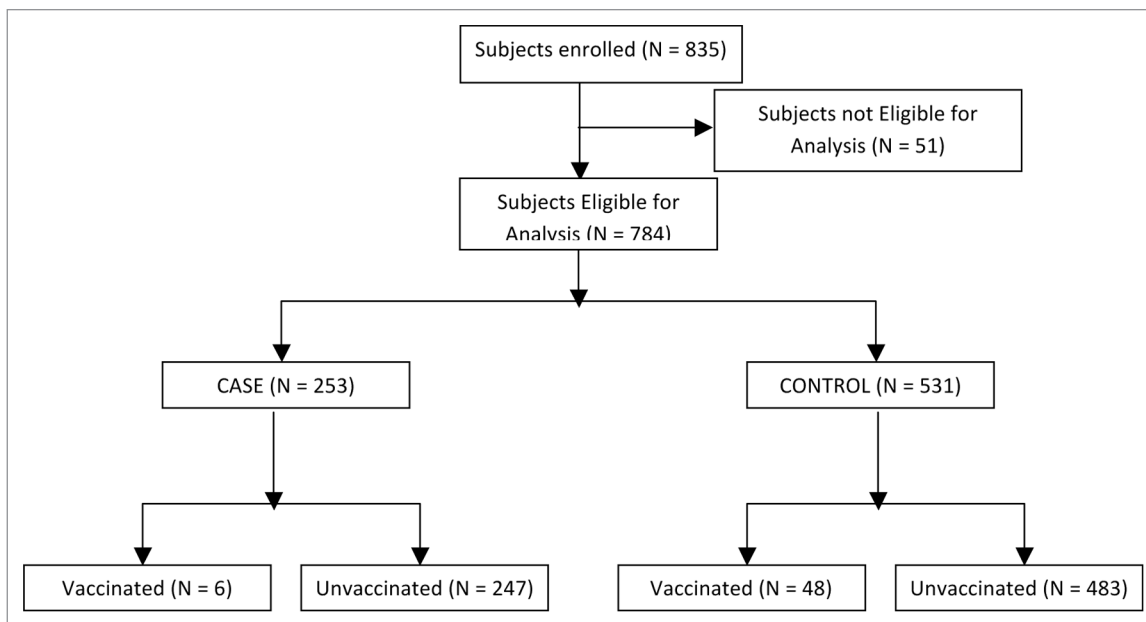 Subjects enrolled (N = 835)
Subjects not Eligible for
Analysis (N = 51)
Subjects Eligible for
Analysis (N = 784)
CASE (N = 253)
CONTROL (N = 531)
Vaccinated (N = 6)
Unvaccinated (N = 247)
Vaccinated (N = 48)
Unvaccinated (N = 483)